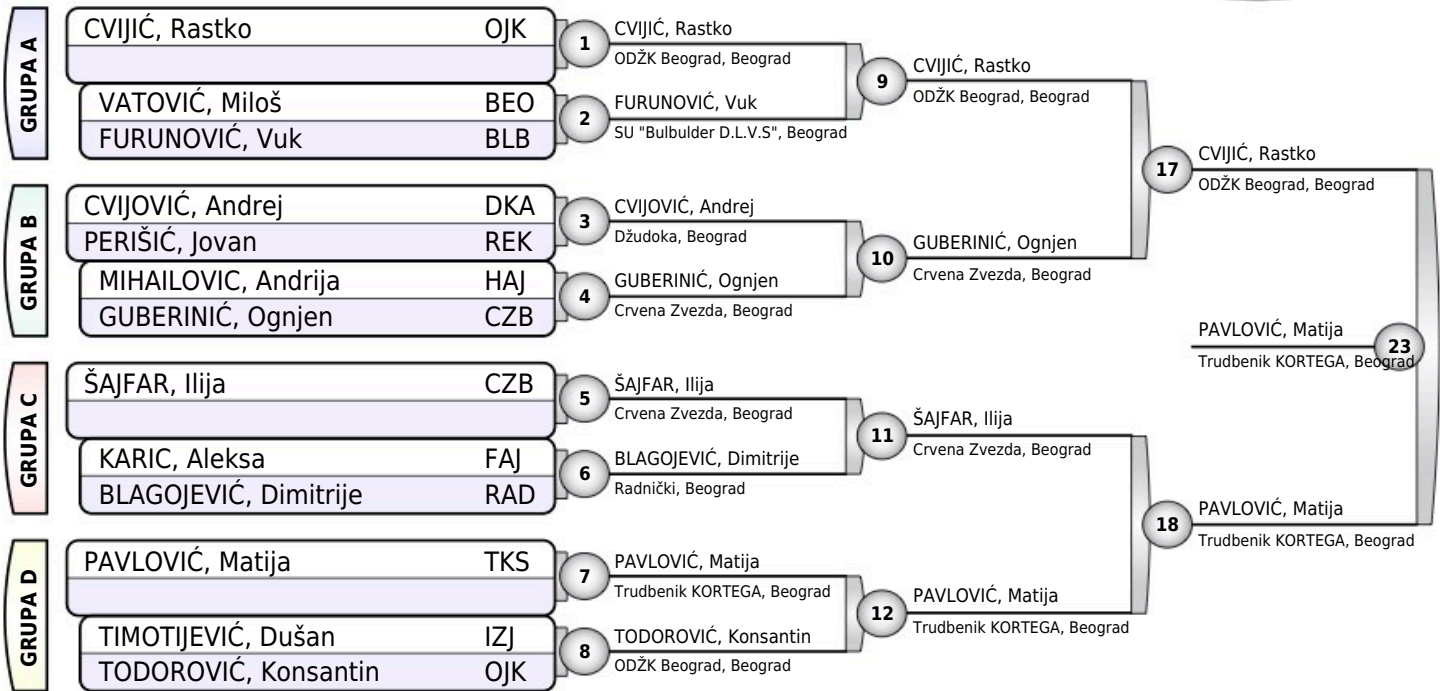 GRUPA A
CVIJIĆ, Rastko OJK
VATOVIĆ, Miloš BEO
FURUNOVIĆ, Vuk BLB
GRUPA B
CVIJOVIĆ, Andrej DKA
PERIŠIĆ, Jovan REK
MIHAILOVIC, Andrija HAJ
GUBERINIĆ, Ognjen CZB
GRUPA C
ŠAJFAR, Ilija CZB
KARIC, Aleksa FAJ
BLAGOJEVIĆ, Dimitrije RAD
GRUPA D
PAVLOVIĆ, Matija TKS
TIMOTIJEVIĆ, Dušan IZJ
TODOROVIĆ, Konsantin OJK
1
CVIJIĆ, Rastko
ODŽK Beograd, Beograd
2
FURUNOVIĆ, Vuk
SU "Bulbulder D.L.V.S", Beograd
3
CVIJOVIĆ, Andrej
Džudoka, Beograd
4
GUBERINIĆ, Ognjen
Crvena Zvezda, Beograd
5
ŠAJFAR, Ilija
Crvena Zvezda, Beograd
6
BLAGOJEVIĆ, Dimitrije
Radnički, Beograd
7
PAVLOVIĆ, Matija
Trudbenik KORTEGA, Beograd
8
TODOROVIĆ, Konsantin
ODŽK Beograd, Beograd
9
CVIJIĆ, Rastko
ODŽK Beograd, Beograd
10
GUBERINIĆ, Ognjen
Crvena Zvezda, Beograd
11
ŠAJFAR, Ilija
Crvena Zvezda, Beograd
12
PAVLOVIĆ, Matija
Trudbenik KORTEGA, Beograd
17
CVIJIĆ, Rastko
ODŽK Beograd, Beograd
18
PAVLOVIĆ, Matija
Trudbenik KORTEGA, Beograd
PAVLOVIĆ, Matija
23
Trudbenik KORTEGA, Beograd